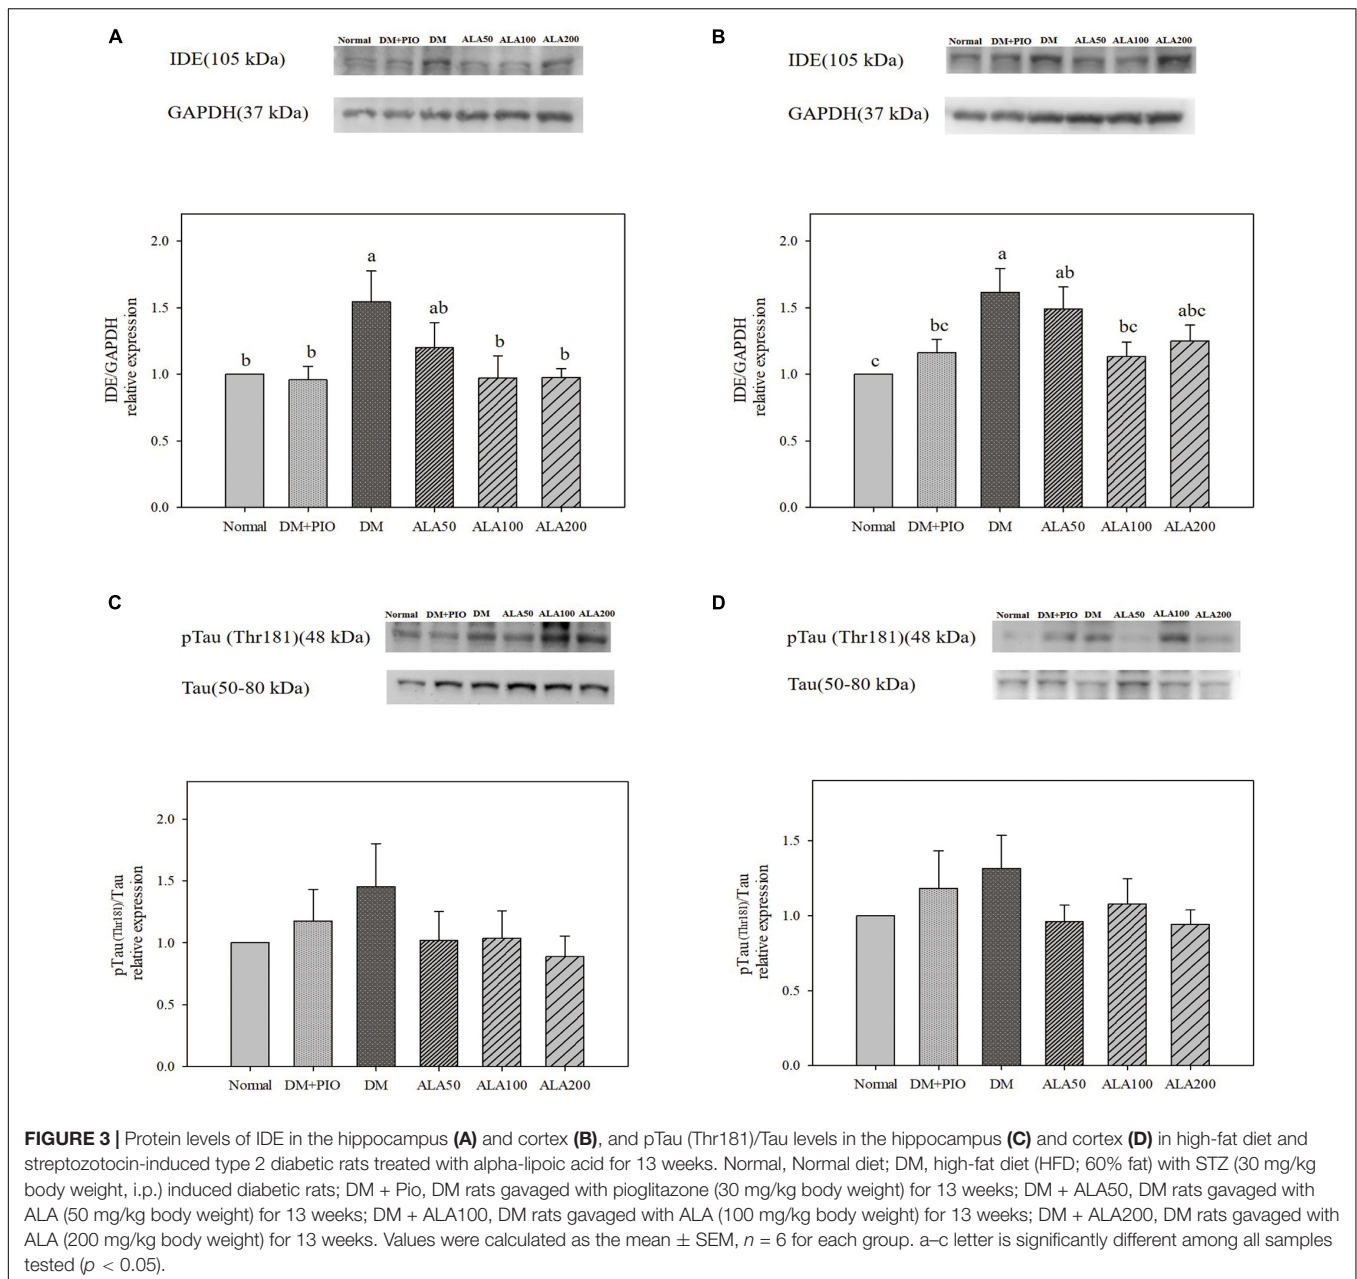 A
Normal DM+PIO DM ALA50 ALA100 ALA200
IDE(105 kDa)
GAPDH(37 kDa)
2.0
1.5
1.0
0.5
0.0
IDE/GAPDH
relative expression
b b a ab b b
Normal DM+PIO DM ALA50 ALA100 ALA200
B
Normal DM+PIO DM ALA50 ALA100 ALA200
IDE(105 kDa)
GAPDH(37 kDa)
2.0
1.5
1.0
0.5
0.0
IDE/GAPDH
relative expression
c bc a ab bc abc
Normal DM+PIO DM ALA50 ALA100 ALA200
C
Normal DM+PIO DM ALA50 ALA100 ALA200
pTau (Thr181)(48 kDa)
Tau(50-80 kDa)
2.0
1.5
1.0
0.5
0.0
pTau(Thr181)/Tau
relative expression
Normal DM+PIO DM ALA50 ALA100 ALA200
D
Normal DM+PIO DM ALA50 ALA100 ALA200
pTau (Thr181)(48 kDa)
Tau(50-80 kDa)
1.5
1.0
0.5
0.0
pTau(Thr181)/Tau
relative expression
Normal DM+PIO DM ALA50 ALA100 ALA200
FIGURE 3 | Protein levels of IDE in the hippocampus (A) and cortex (B), and pTau (Thr181)/Tau levels in the hippocampus (C) and cortex (D) in high-fat diet and
streptozotocin-induced type 2 diabetic rats treated with alpha-lipoic acid for 13 weeks. Normal, Normal diet; DM, high-fat diet (HFD; 60% fat) with STZ (30 mg/kg
body weight, i.p.) induced diabetic rats; DM + Pio, DM rats gavaged with pioglitazone (30 mg/kg body weight) for 13 weeks; DM + ALA50, DM rats gavaged with
ALA (50 mg/kg body weight) for 13 weeks; DM + ALA100, DM rats gavaged with ALA (100 mg/kg body weight) for 13 weeks; DM + ALA200, DM rats gavaged with
ALA (200 mg/kg body weight) for 13 weeks. Values were calculated as the mean ± SEM, n = 6 for each group. a–c letter is significantly different among all samples
tested (p < 0.05).